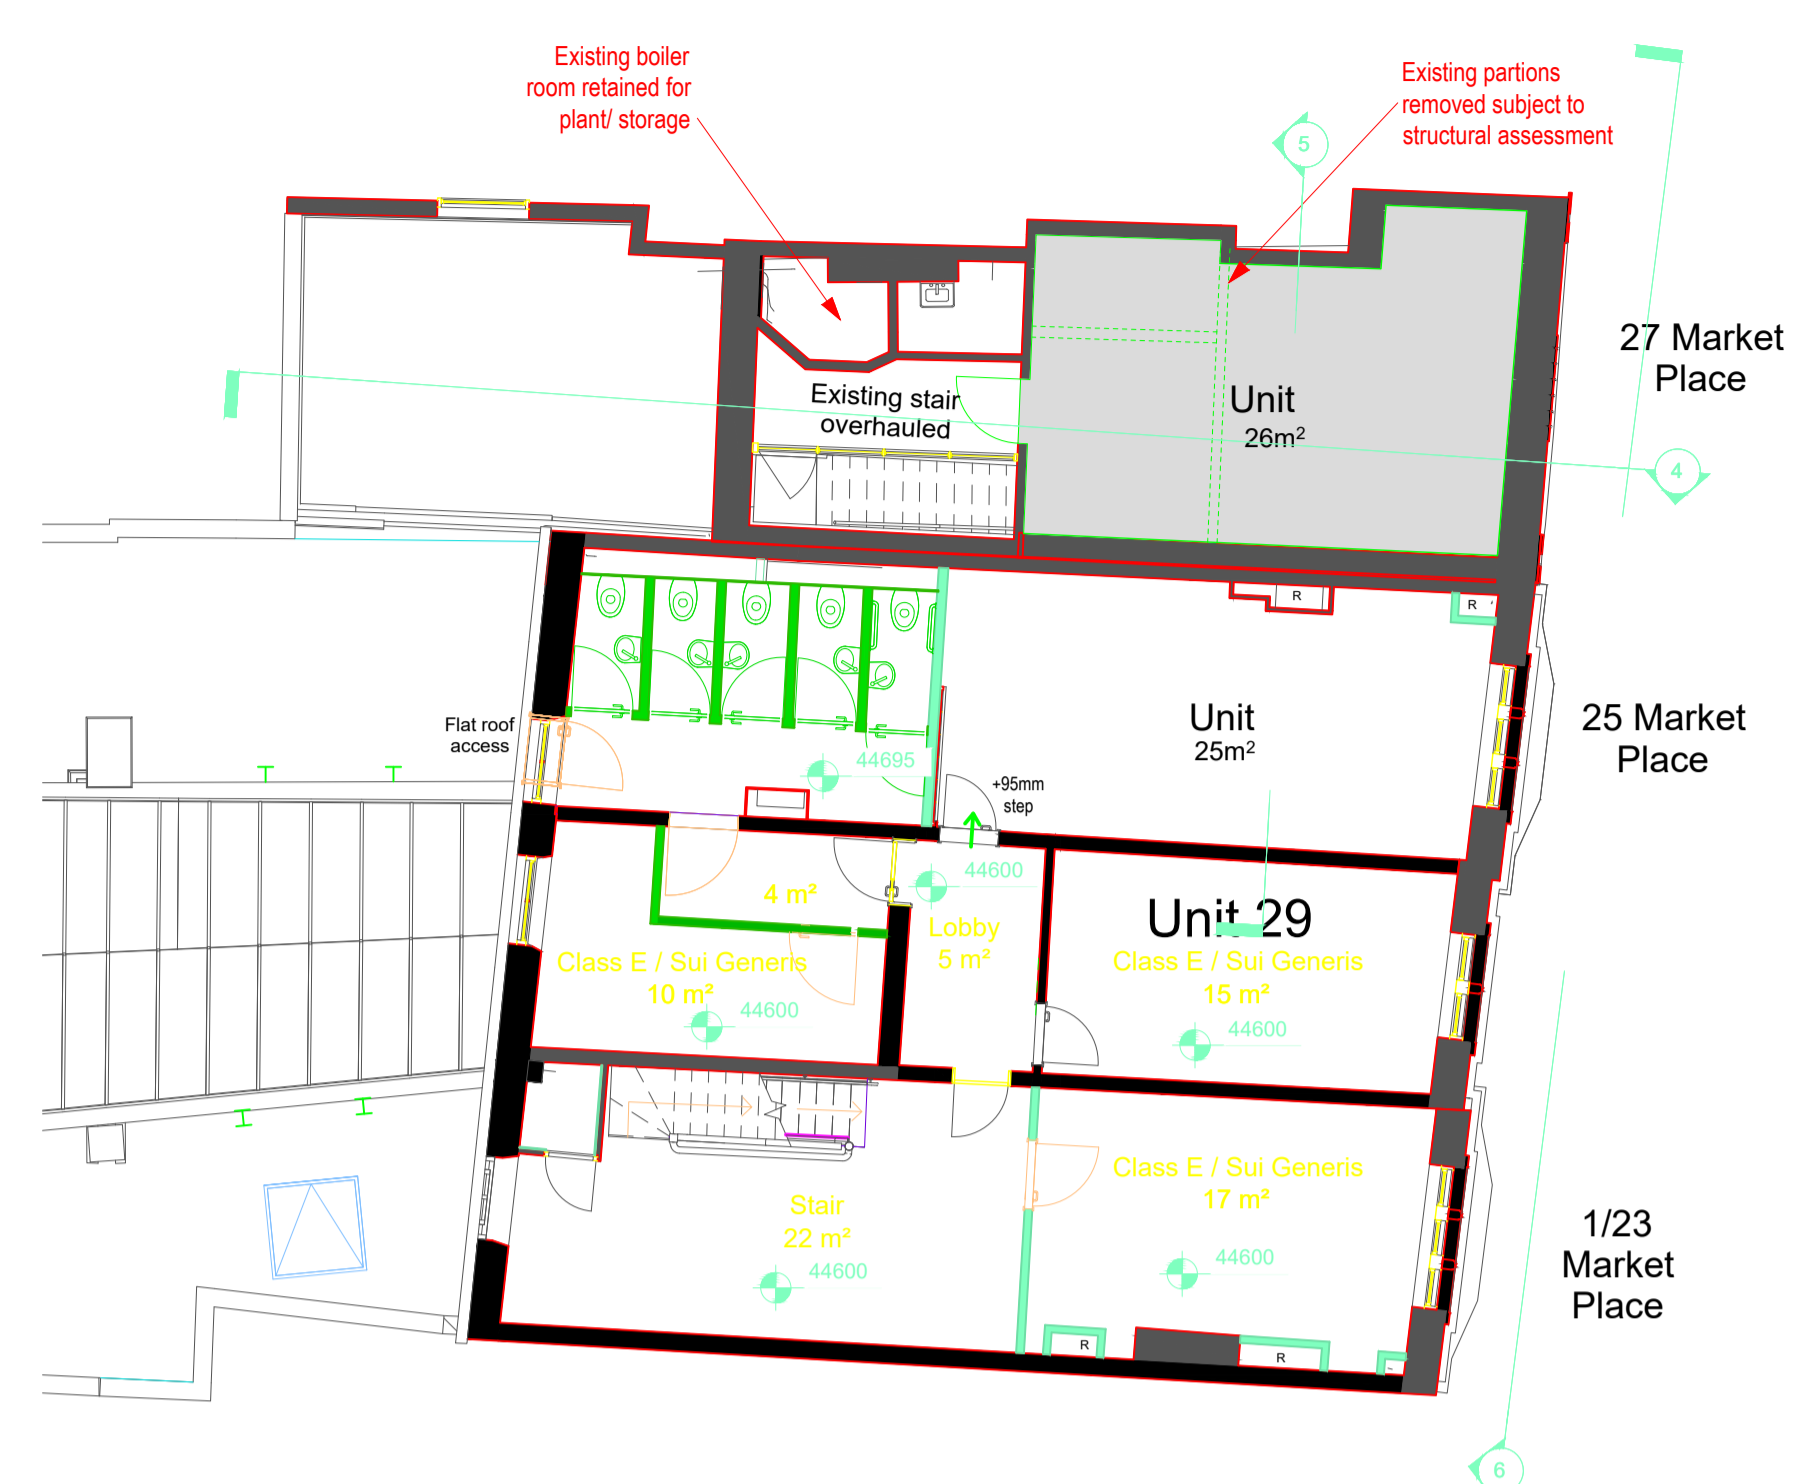 Existing boiler
room retained for
plant/ storage
Existing partions
removed subject to
structural assessment
5
27 Market
Place
Existing stair
overhauled
Unit
26m²
4
R
R
Flat roof
access
44695
+95mm
step
Unit
25m²
25 Market
Place
4 m²
44600
Lobby
5 m²
Unit 29
Class E / Sui Generis
10 m²
44600
Class E / Sui Generis
15 m²
44600
Stair
22 m²
44600
Class E / Sui Generis
17 m²
44600
1/23
Market
Place
R
R
6